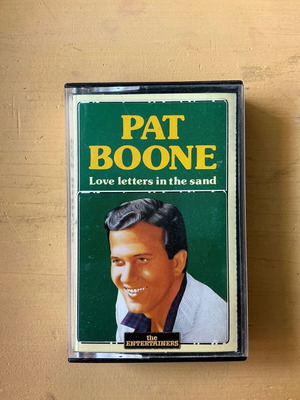 PAT
BOONE
Love letters in the sand
the
ENTERTAINERS